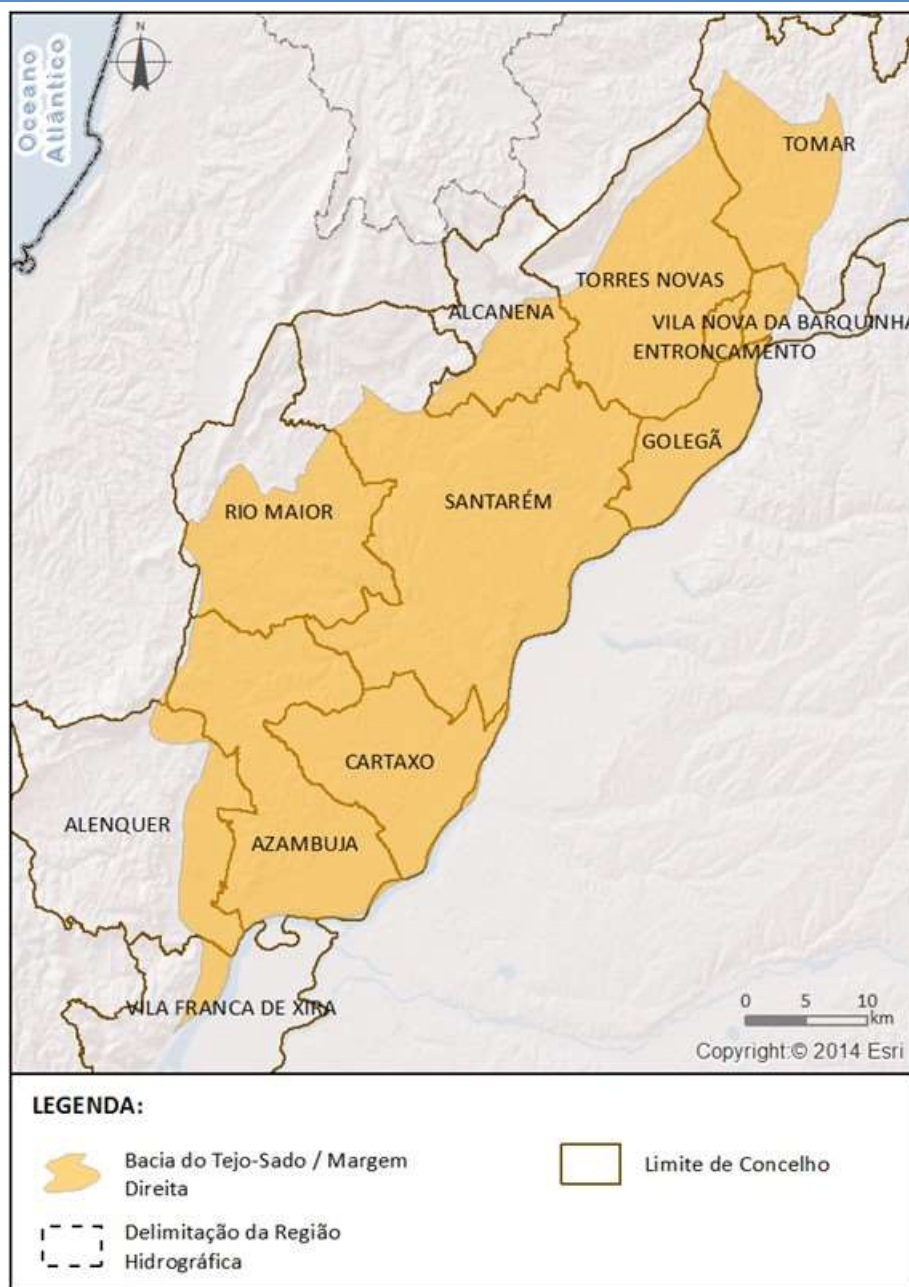 N
Oceano
Atlântico
TOMAR
TORRES NOVAS
ALCANENA
VILA NOVA DA BARQUINHA
ENTRONCAMENTO
GOLEGÃ
SANTARÉM
RIO MAIOR
CARTAXO
ALENQUER
AZAMBUJA
VILA FRANCA DE XIRA
0 5 10
km
Copyright:© 2014 Esri
LEGENDA:
Bacia do Tejo-Sado / Margem
Direita
Limite de Concelho
Delimitação da Região
Hidrográfica